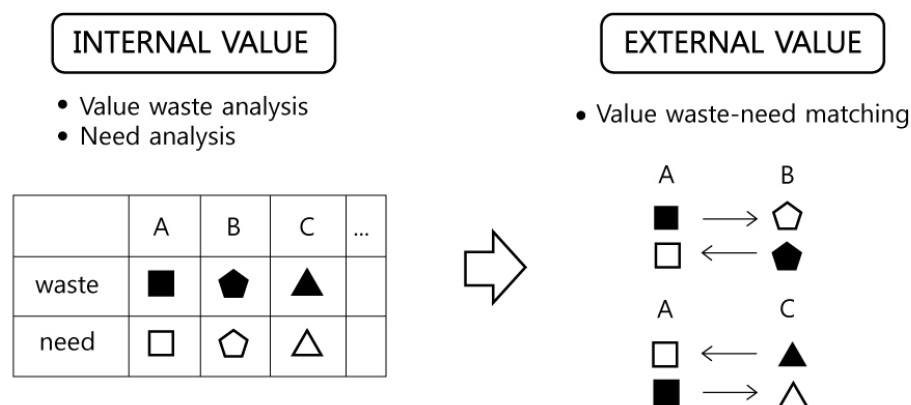 INTERNAL VALUE
• Value waste analysis
• Need analysis
A B C ...
waste
need
EXTERNAL VALUE
• Value waste-need matching
A B
A C